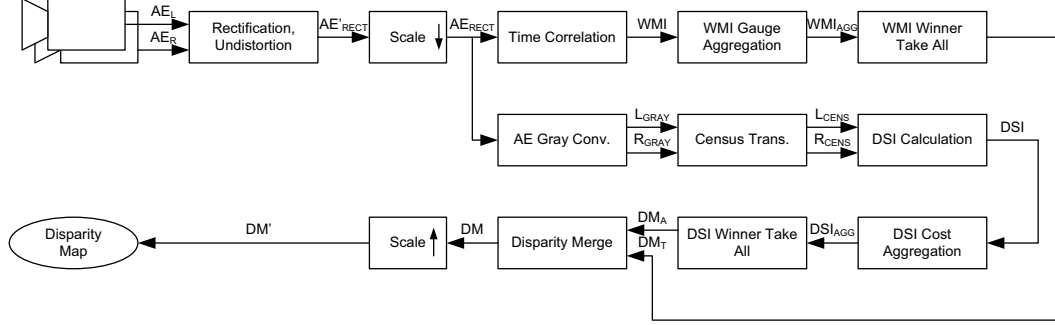 AE_L
AE_R
Rectification,
Undistortion
AE'_RECT
Scale
AE_RECT
Time Correlation
WMI
WMI Gauge
Aggregation
WMI_AGG
WMI Winner
Take All
AE Gray Conv.
L_GRAY
R_GRAY
Census Trans.
L_CENS
R_CENS
DSI Calculation
DSI
Disparity
Map
DM'
Scale
DM
Disparity Merge
DM_A
DM_T
DSI Winner Take
All
DSI_AGG
DSI Cost
Aggregation